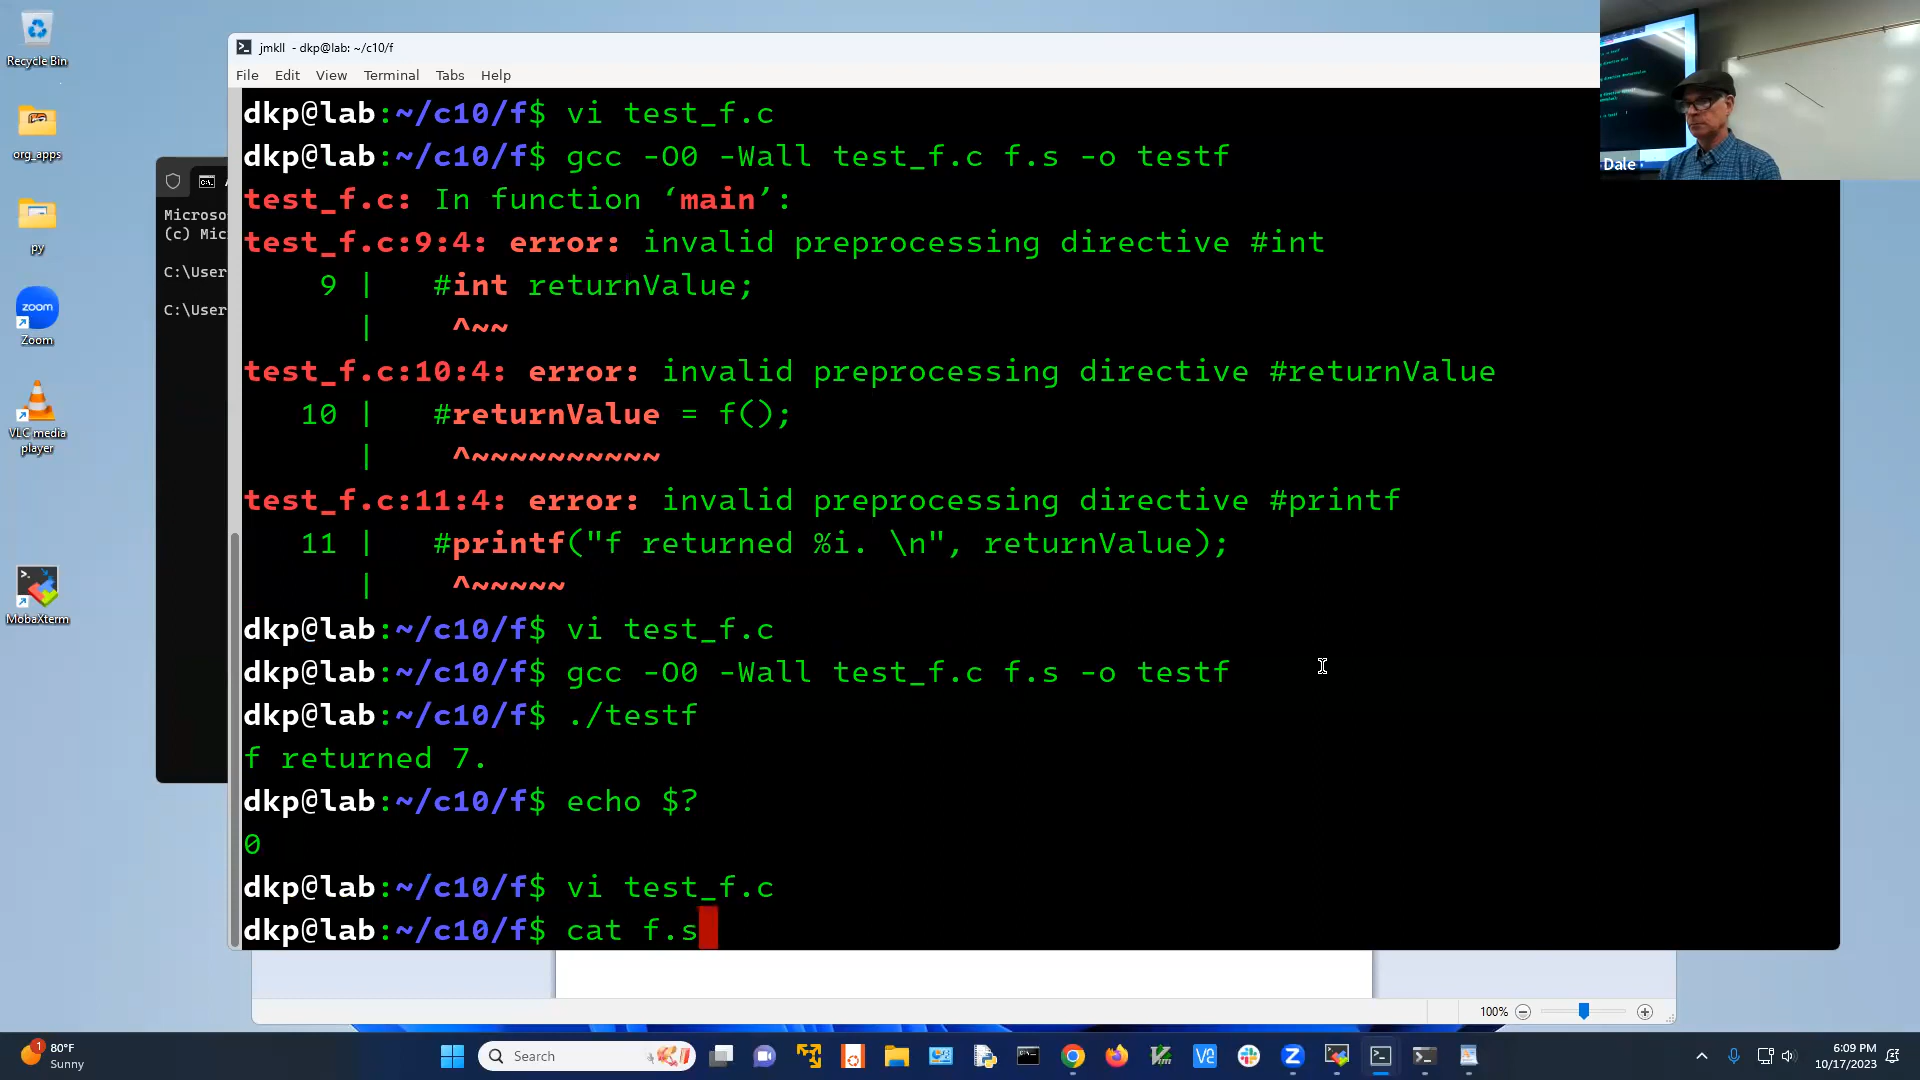 Recycle Bin
org_apps
py
zoom
Zoom
VLC media
player
MobaXterm
jmkll - dkp@lab: ~/c10/f
File Edit View Terminal Tabs Help
Microso
(c) Mic
C:\User
C:\User
dkp@lab:~/c10/f$ vi test_f.c
dkp@lab:~/c10/f$ gcc -O0 -Wall test_f.c f.s -o testf
test_f.c: In function ‘main’:
test_f.c:9:4: error: invalid preprocessing directive #int
9 | #int returnValue;
| ^~~
test_f.c:10:4: error: invalid preprocessing directive #returnValue
10 | #returnValue = f();
| ^~~~~~~~~~~
test_f.c:11:4: error: invalid preprocessing directive #printf
11 | #printf("f returned %i. \n", returnValue);
| ^~~~~~
dkp@lab:~/c10/f$ vi test_f.c
dkp@lab:~/c10/f$ gcc -O0 -Wall test_f.c f.s -o testf
dkp@lab:~/c10/f$ ./testf
f returned 7.
dkp@lab:~/c10/f$ echo $?
0
dkp@lab:~/c10/f$ vi test_f.c
dkp@lab:~/c10/f$ cat f.s
Dale
100%
1
80°F
Sunny
Search
6:09 PM
10/17/2023